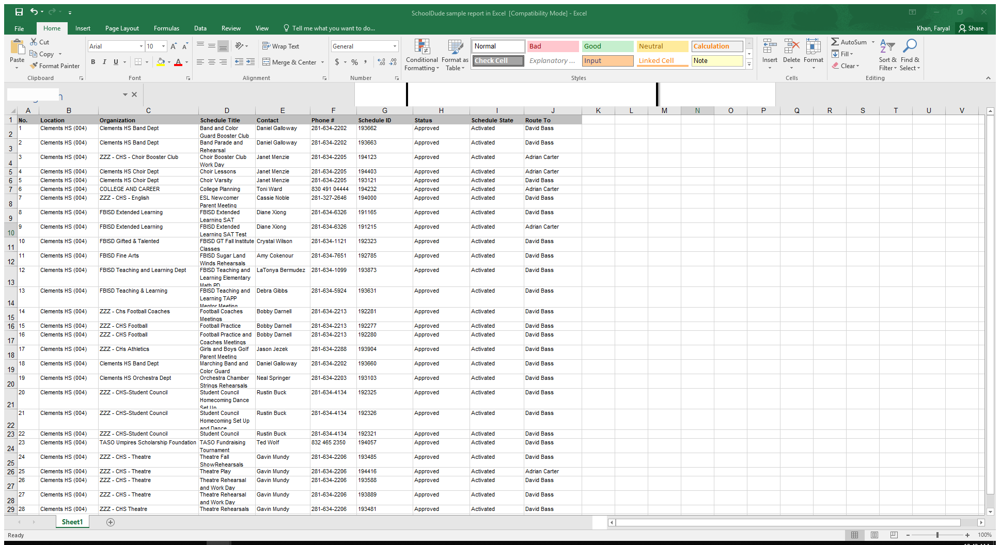 SchoolDude sample report in Excel [Compatibility Mode] - Excel
File Home Insert Page Layout Formulas Data Review View Tell me what you want to do... Khan, Faryal Share
Paste Cut Copy Format Painter Clipboard
Arial 10 A A B I U A Font
Wrap Text Merge & Center Alignment
General $ % , Number
Conditional Formatting Format as Table
Normal Bad Good Neutral Calculation
Check Cell Explanatory ... Input Linked Cell Note
Styles
Insert Delete Format Cells
AutoSum Fill Clear Sort & Filter Find & Select Editing
A B C D E F G H I J K L M N O P Q R S T U V
1 No. Location Organization Schedule Title Contact Phone # Schedule ID Status Schedule State Route To
2 1 Clements HS (004) Clements HS Band Dept Band and Color Guard Booster Club Daniel Galloway 281-634-2202 193662 Approved Activated David Bass
3 2 Clements HS (004) Clements HS Band Dept Band Parade and Rehearsal Daniel Galloway 281-634-2202 193663 Approved Activated David Bass
4 3 Clements HS (004) ZZZ - CHS - Choir Booster Club Choir Booster Club Work Day Janet Menzie 281-634-2205 194123 Approved Activated Adrian Carter
5 4 Clements HS (004) Clements HS Choir Dept Choir Lessons Janet Menzie 281-634-2205 194403 Approved Activated Adrian Carter
6 5 Clements HS (004) Clements HS Choir Dept Choir Varsity Janet Menzie 281-634-2205 193121 Approved Activated David Bass
7 6 Clements HS (004) COLLEGE AND CAREER College Planning Toni Ward 830 491 04444 194232 Approved Activated Adrian Carter
8 7 Clements HS (004) ZZZ - CHS - English ESL Newcomer Parent Meeting Cassie Noble 281-327-2646 194000 Approved Activated David Bass
9 8 Clements HS (004) FBISD Extended Learning FBISD Extended Learning SAT Diane Xiong 281-634-6326 191165 Approved Activated David Bass
10 9 Clements HS (004) FBISD Extended Learning FBISD Extended Learning SAT Test Diane Xiong 281-634-6326 191215 Approved Activated Adrian Carter
11 10 Clements HS (004) FBISD Gifted & Talented FBISD GT Fall Institute Classes Crystal Wilson 281-634-1121 192323 Approved Activated David Bass
12 11 Clements HS (004) FBISD Fine Arts FBISD Sugar Land Winds Rehearsals Amy Cokenour 281-634-7651 192785 Approved Activated David Bass
13 12 Clements HS (004) FBISD Teaching and Learning Dept FBISD Teaching and Learning Elementary Math PD LaTonya Bermudez 281-634-1099 193873 Approved Activated David Bass
14 13 Clements HS (004) FBISD Teaching & Learning FBISD Teaching and Learning TAPP Mentor Meeting Debra Gibbs 281-634-5924 193631 Approved Activated David Bass
15 14 Clements HS (004) ZZZ - Chs Football Coaches Football Coaches Meetings Bobby Darnell 281-634-2213 192281 Approved Activated David Bass
16 15 Clements HS (004) ZZZ - CHS Football Football Practice Bobby Darnell 281-634-2213 192277 Approved Activated David Bass
17 16 Clements HS (004) ZZZ - CHS Football Football Practice and Coaches Meetings Bobby Darnell 281-634-2213 192280 Approved Activated David Bass
18 17 Clements HS (004) ZZZ - CHs Athletics Girls and Boys Golf Parent Meeting Jason Jezek 281-634-2288 193904 Approved Activated David Bass
19 18 Clements HS (004) Clements HS Band Dept Marching Band and Color Guard Daniel Galloway 281-634-2202 193660 Approved Activated David Bass
20 19 Clements HS (004) Clements HS Orchestra Dept Orchestra Chamber Strings Rehearsals Neal Springer 281-634-2203 193103 Approved Activated David Bass
21 20 Clements HS (004) ZZZ - CHS-Student Council Student Council Homecoming Dance Set Up Rustin Buck 281-634-4134 192325 Approved Activated David Bass
22 21 Clements HS (004) ZZZ - CHS-Student Council Student Council Homecoming Set Up and Dance Rustin Buck 281-634-4134 192326 Approved Activated David Bass
23 22 Clements HS (004) ZZZ - CHS-Student Council Student Council Rustin Buck 281-634-4134 192321 Approved Activated David Bass
24 23 Clements HS (004) TASO Umpires Scholarship Foundation TASO Fundraising Tournament Ted Wolf 832 465 2350 194057 Approved Activated David Bass
25 24 Clements HS (004) ZZZ - CHS - Theatre Theatre Fall ShowRehearsals Gavin Mundy 281-634-2206 193485 Approved Activated David Bass
26 25 Clements HS (004) ZZZ - CHS - Theatre Theatre Play Gavin Mundy 281-634-2206 194416 Approved Activated Adrian Carter
27 26 Clements HS (004) ZZZ - CHS - Theatre Theatre Rehearsal and Work Day Gavin Mundy 281-634-2206 193588 Approved Activated David Bass
28 27 Clements HS (004) ZZZ - CHS - Theatre Theatre Rehearsal and Work Day Gavin Mundy 281-634-2206 193889 Approved Activated David Bass
29 28 Clements HS (004) ZZZ - CHS Theatre Theatre Rehearsals Gavin Mundy 281-634-2206 193481 Approved Activated David Bass
Sheet1
Ready 100%